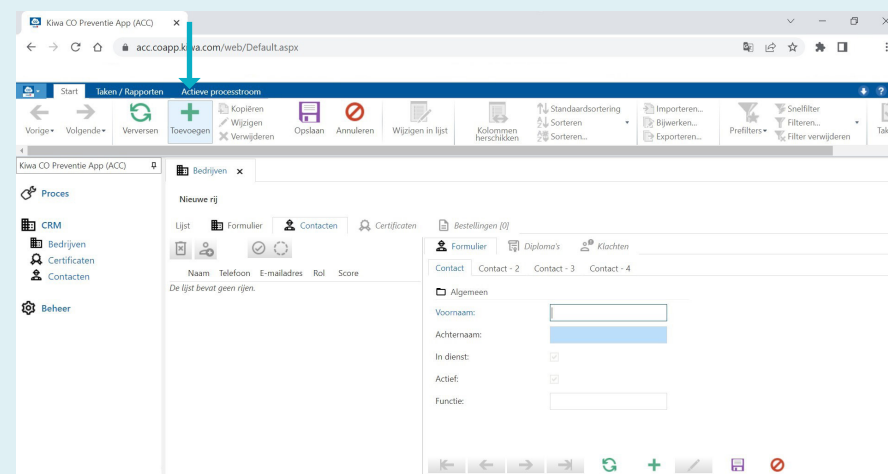 Kiwa CO Preventie App (ACC)
acc.coapp.kiwa.com/web/Default.aspx
Start Taken / Rapporten Actieve processtroom
Vorige Volgende Verversen Toevoegen Kopiëren Wijzigen Verwijderen Opslaan Annuleren Wijzigen in lijst Kolommen herschikken Standaardsortering Sorteren Sorteren... Importeren... Bijwerken... Exporteren... Prefilters Snelfilter Filteren... Filter verwijderen Tak
Kiwa CO Preventie App (ACC) Bedrijven
Proces
Nieuwe rij
CRM
Lijst Formulier Contacten Certificaten Bestellingen [0]
Bedrijven
Certificaten
Contacten
Beheer
Naam Telefoon E-mailadres Rol Score
De lijst bevat geen rijen.
Formulier Diploma's Klachten
Contact Contact - 2 Contact - 3 Contact - 4
Algemeen
Voornaam:
Achternaam:
In dienst:
Actief:
Functie: